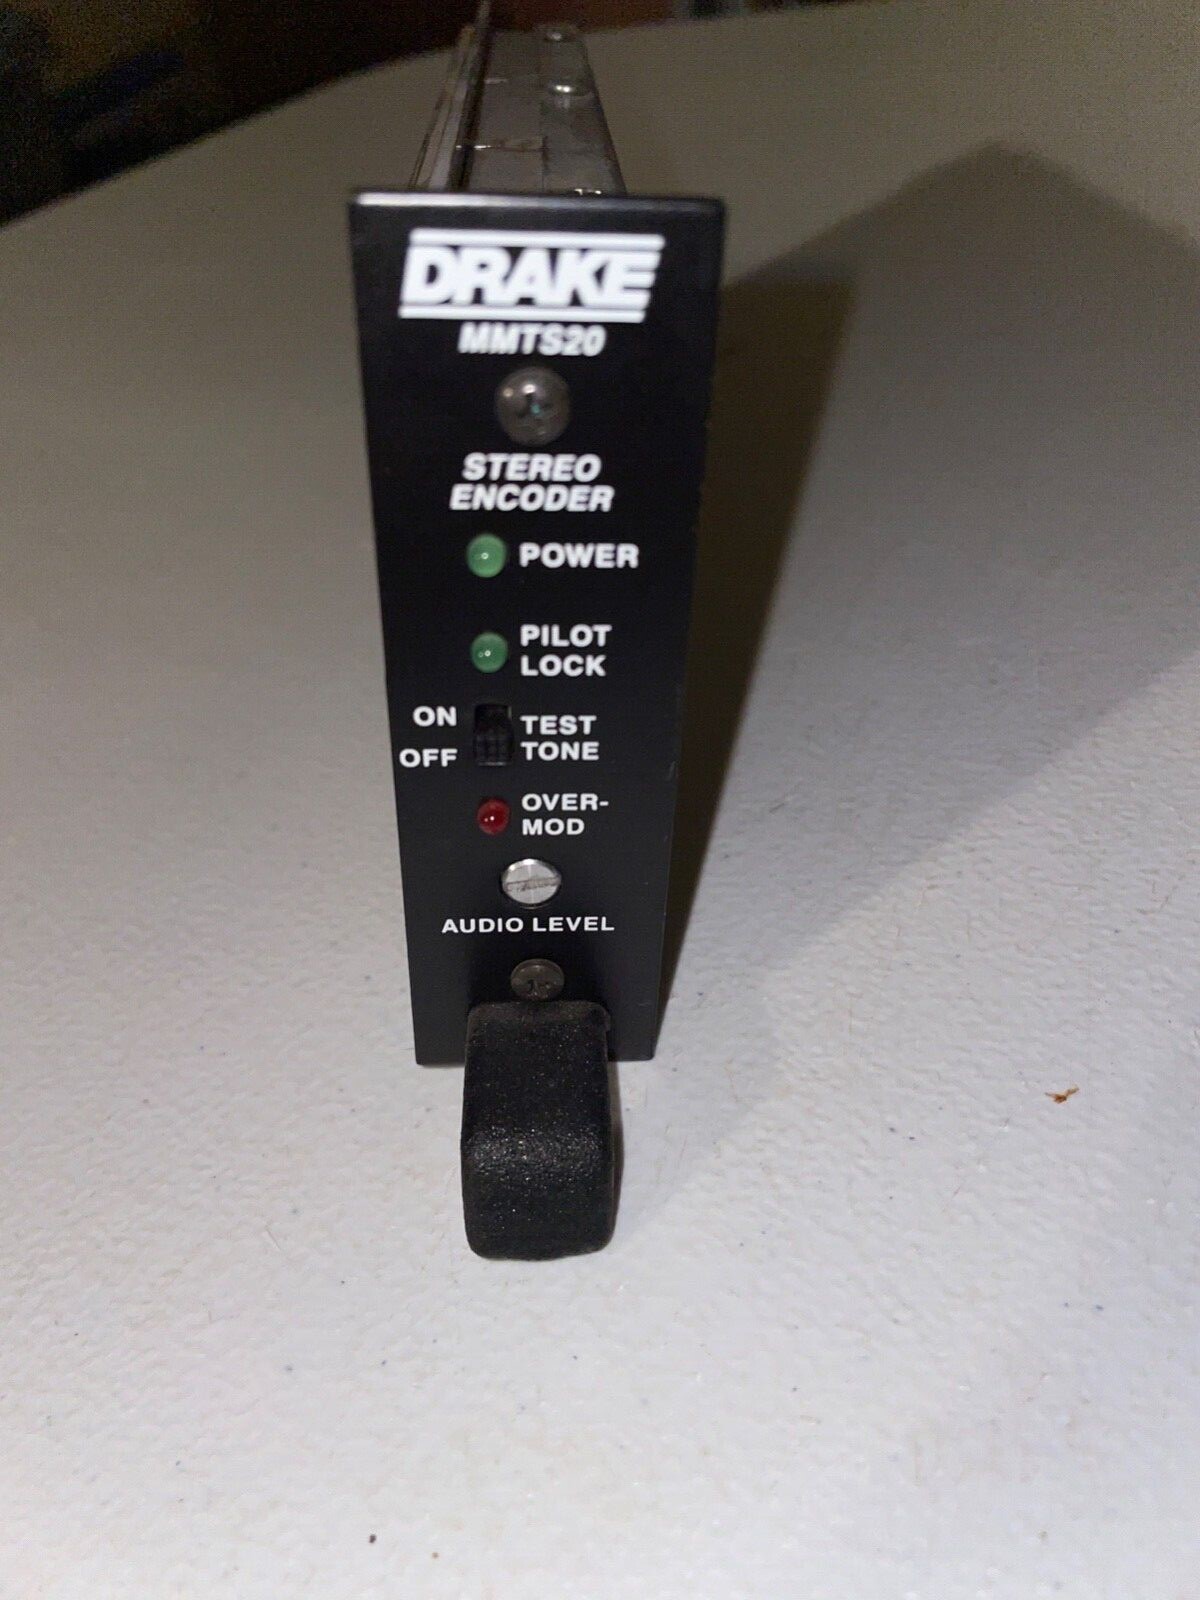 DRAKE
MMTS20
STEREO
ENCODER
POWER
PILOT
LOCK
ON
OFF
TEST
TONE
OVER-
MOD
AUDIO LEVEL